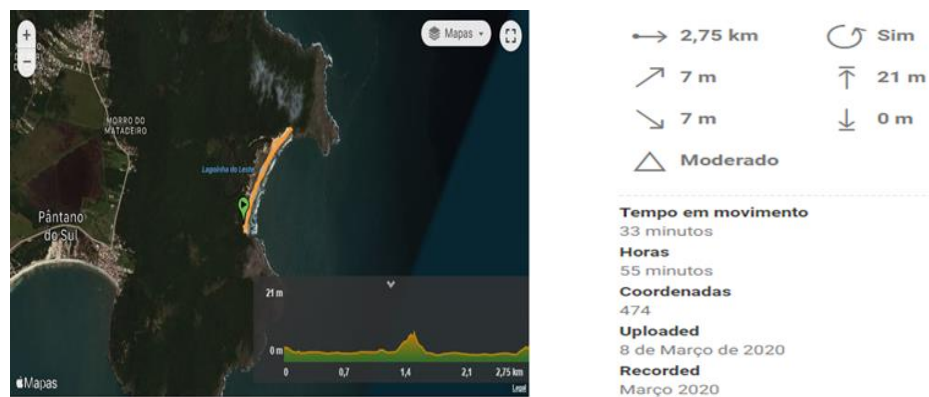 +
−
Mapas
MORRO DO
MATADEIRO
Lagoinha do Leste
Pântano
do Sul
21 m
0 m
0 0,7 1,4 2,1 2,75 km
Legal
Mapas
2,75 km Sim
7 m 21 m
7 m 0 m
Moderado
Tempo em movimento
33 minutos
Horas
55 minutos
Coordenadas
474
Uploaded
8 de Março de 2020
Recorded
Março 2020